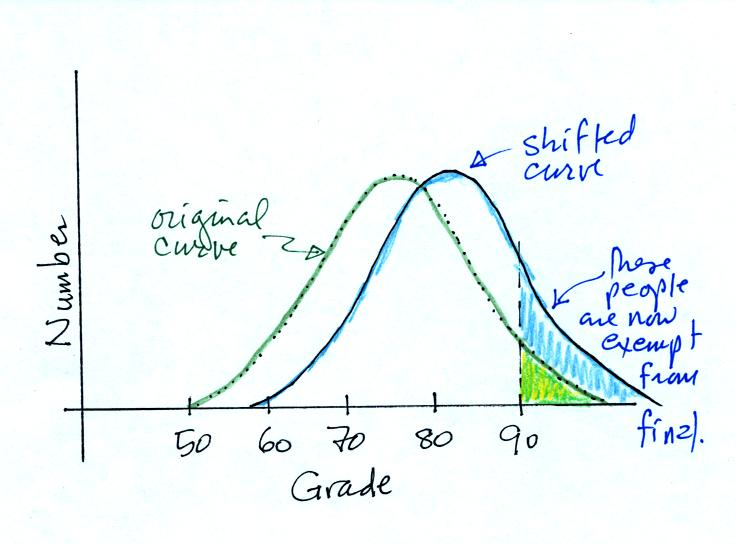 shifted
curve
original
curve
these
people
are now
exempt
from
final.
Number
50 60 70 80 90
Grade